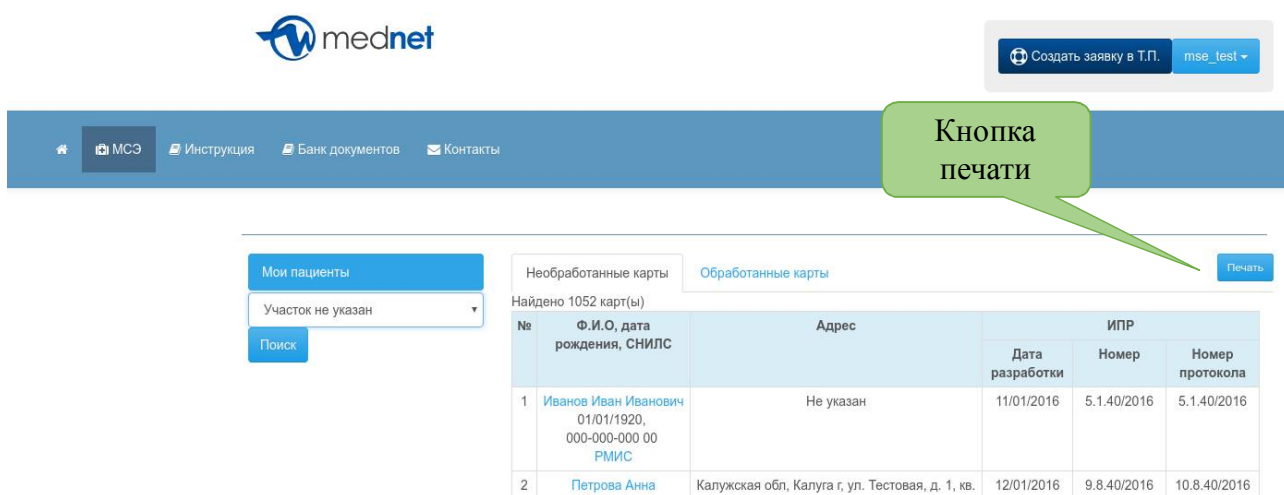 mednet
Создать заявку в Т.П.
mse_test
МСЭ
Инструкция
Банк документов
Контакты
Кнопка
печати
Мои пациенты
Участок не указан
Поиск
Необработанные карты
Обработанные карты
Печать
Найдено 1052 карт(ы)
№
Ф.И.О, дата
рождения, СНИЛС
Адрес
ИПР
Дата
разработки
Номер
Номер
протокола
1
Иванов Иван Иванович
01/01/1920,
000-000-000 00
РМИС
Не указан
11/01/2016
5.1.40/2016
5.1.40/2016
2
Петрова Анна
Калужская обл, Калуга г, ул. Тестовая, д. 1, кв.
12/01/2016
9.8.40/2016
10.8.40/2016